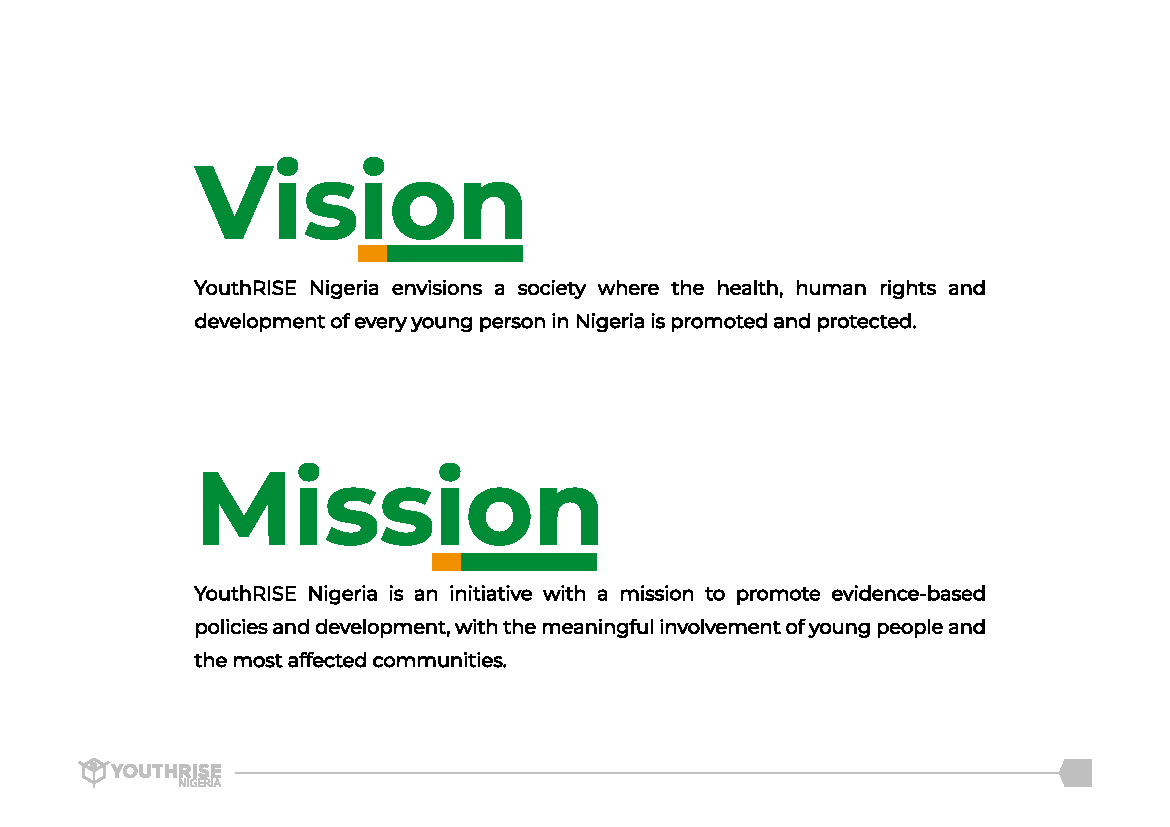 Vision
YouthRISE Nigeria envisions a society where the health, human rights and
development of every young person in Nigeria is promoted and protected.
Mission
YouthRISE Nigeria is an initiative with a mission to promote evidence-based
policies and development, with the meaningful involvement of young people and
the most affected communities.
YOUTHRISE
NIGERIA